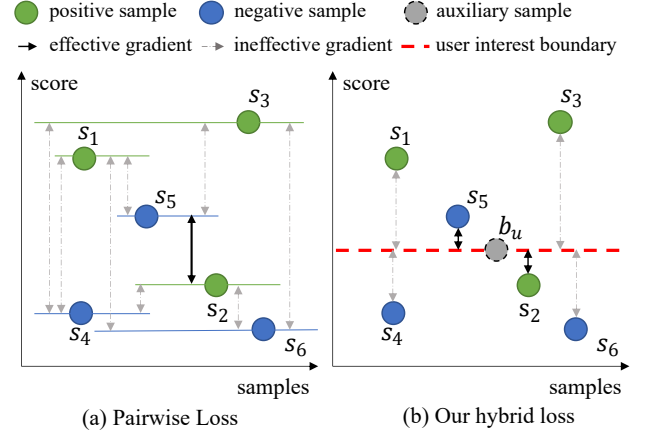 positive sample negative sample auxiliary sample
effective gradient ineffective gradient user interest boundary
score
s₃
s₁
s₅
s₂
s₄
s₆
samples
(a) Pairwise Loss
score
s₃
s₁
s₅
bᵤ
s₂
s₄
s₆
samples
(b) Our hybrid loss